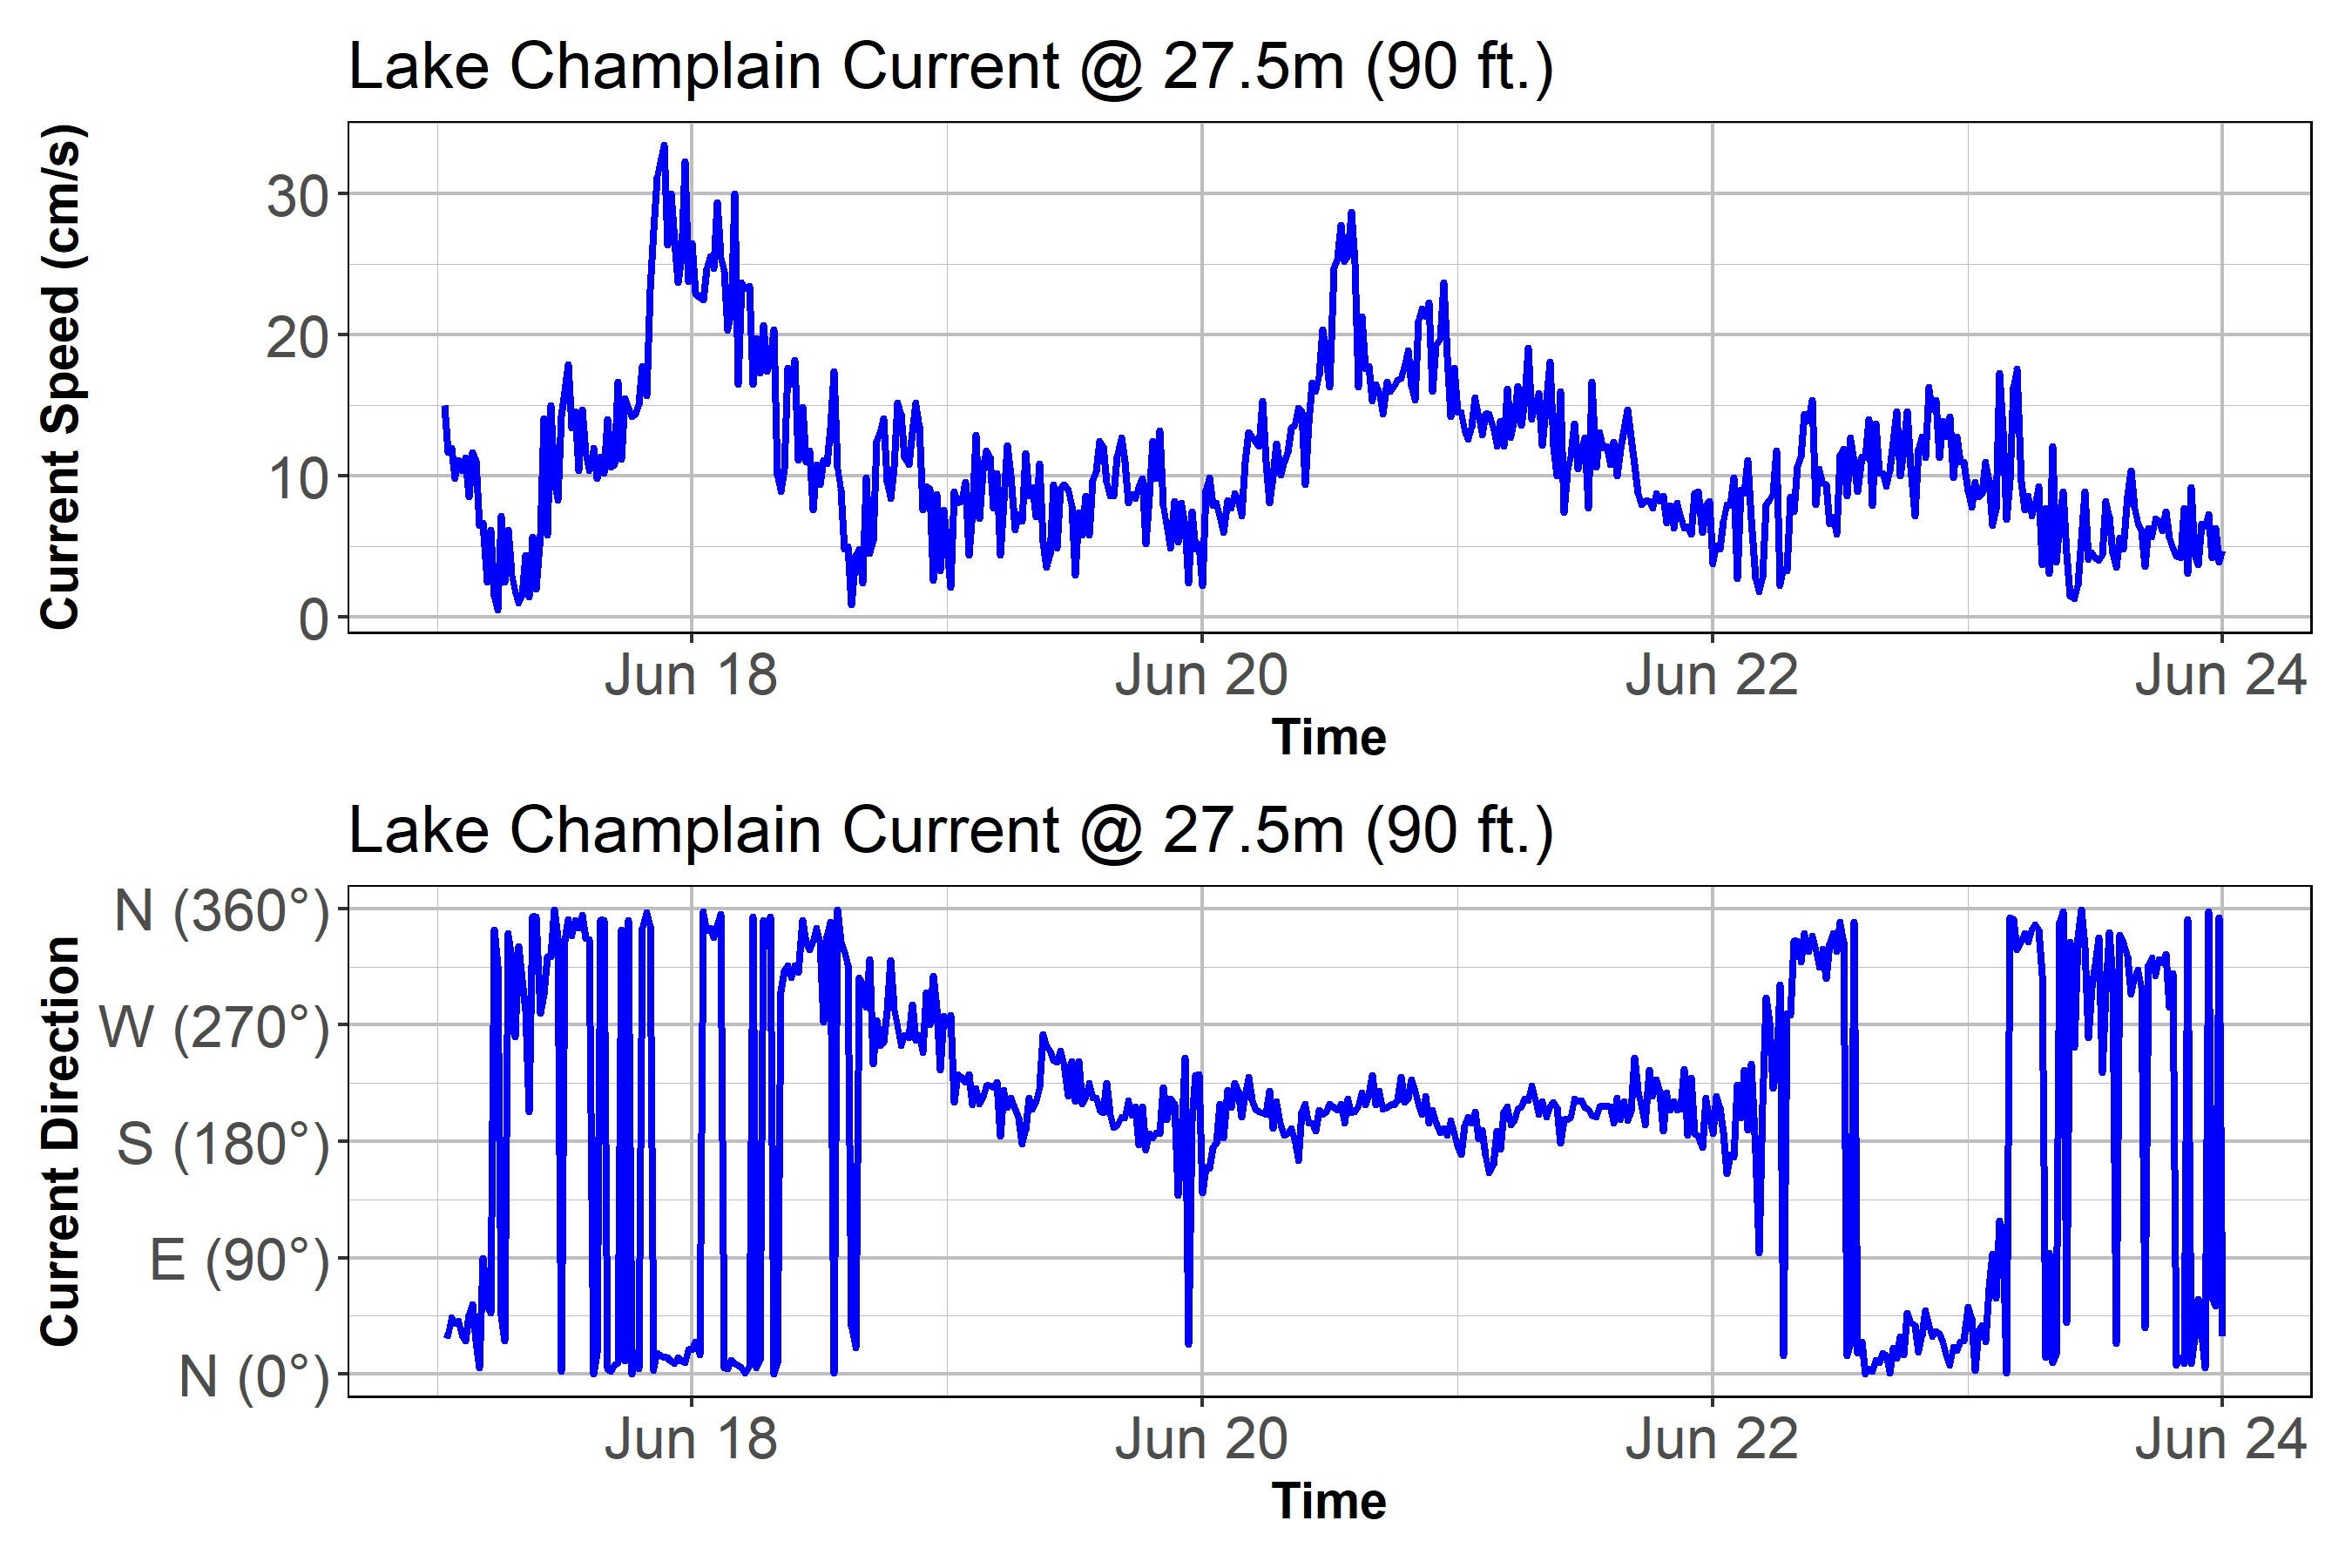 Lake Champlain Current @ 27.5m (90 ft.)
Current Speed (cm/s)
30
20
10
0
Jun 18 Jun 20 Jun 22 Jun 24
Time
Lake Champlain Current @ 27.5m (90 ft.)
Current Direction
N (360°)
W (270°)
S (180°)
E (90°)
N (0°)
Jun 18 Jun 20 Jun 22 Jun 24
Time